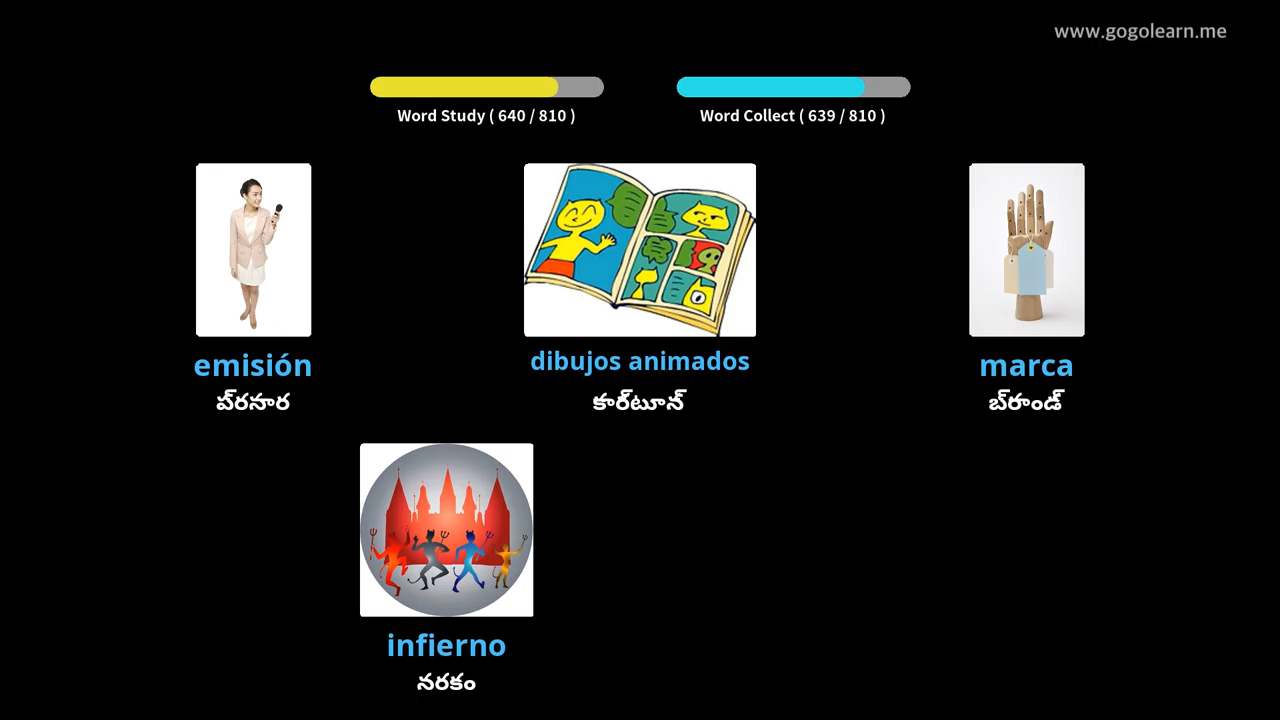 www.gogolearn.me
Word Study ( 640 / 810 )
Word Collect ( 639 / 810 )
emisión
dibujos animados
marca
ప్‌రసార
కార్‌టూన్
బ్‌రాండ్
infierno
నరకం